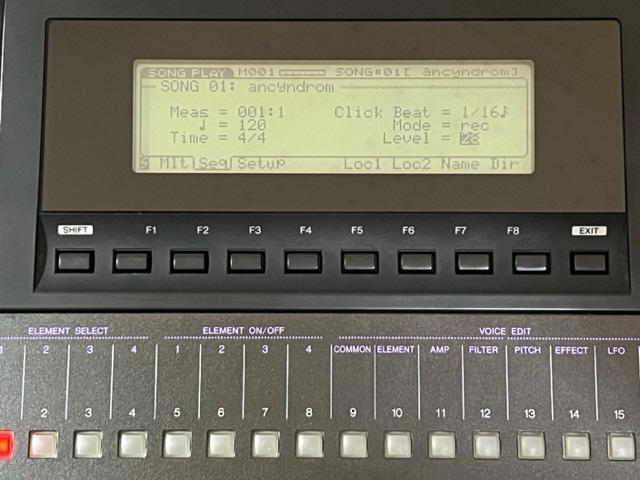 SONG PLAY M001 SONG=01[ ancyndrom]
SONG 01: ancyndrom
Meas = 001:1 Click Beat = 1/16♪
♩ = 120 Mode = rec
Time = 4/4 Level = 28
S Mlt Seq Setup Loc1 Loc2 Name Dir
SHIFT F1 F2 F3 F4 F5 F6 F7 F8 EXIT
ELEMENT SELECT ELEMENT ON/OFF VOICE EDIT
1 2 3 4 1 2 3 4 COMMON ELEMENT AMP FILTER PITCH EFFECT LFO
2 3 4 5 6 7 8 9 10 11 12 13 14 15